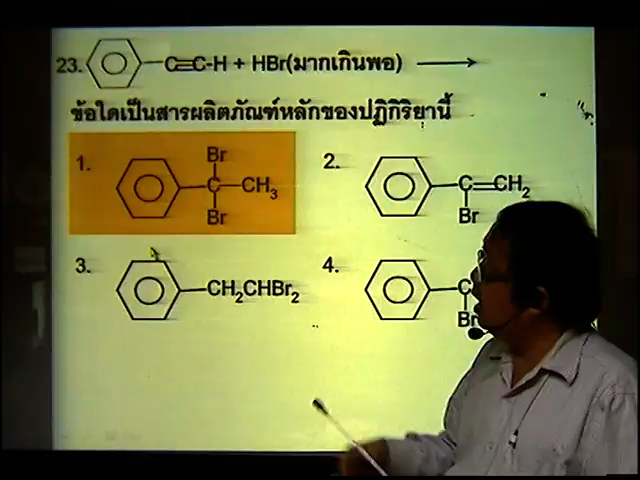 23. C≡C-H + HBr(มากเกินพอ) →
ข้อใดเป็นสารผลิตภัณฑ์หลักของปฏิกิริยานี้
1. Br
C—CH₃
Br
2. C=CH₂
Br
3. CH₂CHBr₂
4. C
Br